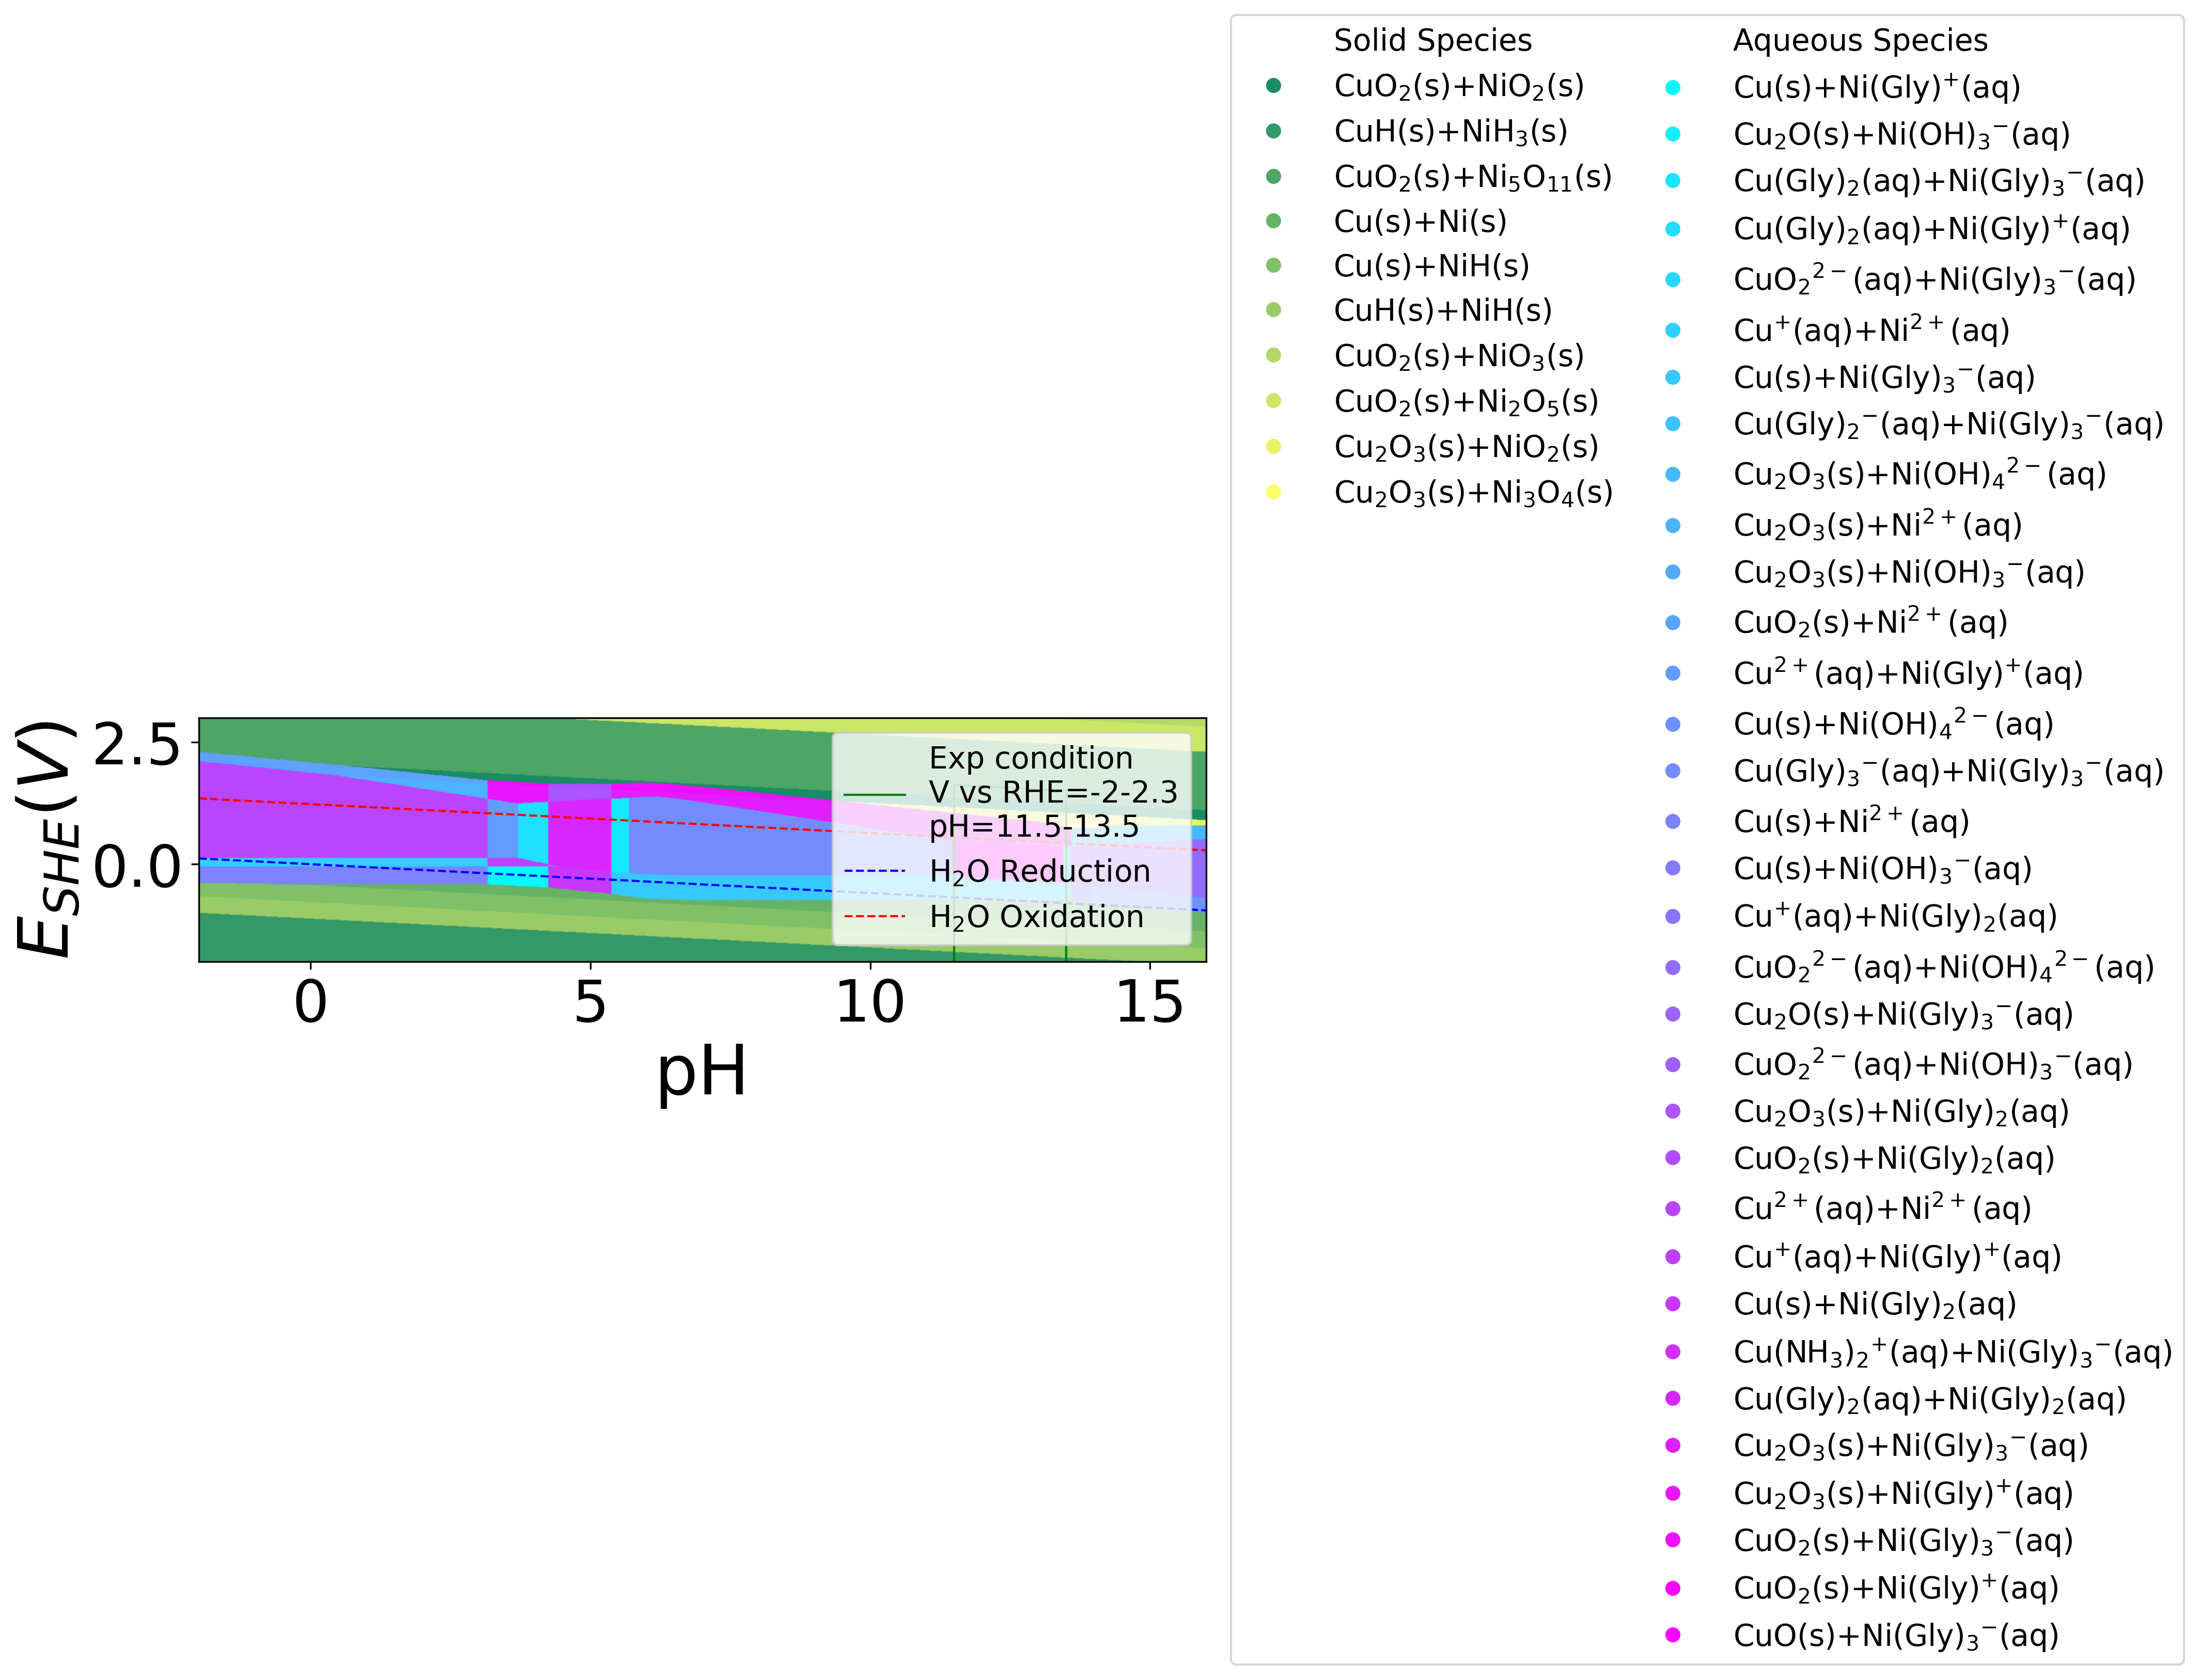 Solid Species
CuO₂(s)+NiO₂(s)
CuH(s)+NiH₃(s)
CuO₂(s)+Ni₅O₁₁(s)
Cu(s)+Ni(s)
Cu(s)+NiH(s)
CuH(s)+NiH(s)
CuO₂(s)+NiO₃(s)
CuO₂(s)+Ni₂O₅(s)
Cu₂O₃(s)+NiO₂(s)
Cu₂O₃(s)+Ni₃O₄(s)
Aqueous Species
Cu(s)+Ni(Gly)⁺(aq)
Cu₂O(s)+Ni(OH)₃⁻(aq)
Cu(Gly)₂(aq)+Ni(Gly)₃⁻(aq)
Cu(Gly)₂(aq)+Ni(Gly)⁺(aq)
CuO₂²⁻(aq)+Ni(Gly)₃⁻(aq)
Cu⁺(aq)+Ni²⁺(aq)
Cu(s)+Ni(Gly)₃⁻(aq)
Cu(Gly)₂⁻(aq)+Ni(Gly)₃⁻(aq)
Cu₂O₃(s)+Ni(OH)₄²⁻(aq)
Cu₂O₃(s)+Ni²⁺(aq)
Cu₂O₃(s)+Ni(OH)₃⁻(aq)
CuO₂(s)+Ni²⁺(aq)
Cu²⁺(aq)+Ni(Gly)⁺(aq)
Cu(s)+Ni(OH)₄²⁻(aq)
Cu(Gly)₃⁻(aq)+Ni(Gly)₃⁻(aq)
Cu(s)+Ni²⁺(aq)
Cu(s)+Ni(OH)₃⁻(aq)
Cu⁺(aq)+Ni(Gly)₂(aq)
CuO₂²⁻(aq)+Ni(OH)₄²⁻(aq)
Cu₂O(s)+Ni(Gly)₃⁻(aq)
CuO₂²⁻(aq)+Ni(OH)₃⁻(aq)
Cu₂O₃(s)+Ni(Gly)₂(aq)
CuO₂(s)+Ni(Gly)₂(aq)
Cu²⁺(aq)+Ni²⁺(aq)
Cu⁺(aq)+Ni(Gly)⁺(aq)
Cu(s)+Ni(Gly)₂(aq)
Cu(NH₃)₂⁺(aq)+Ni(Gly)₃⁻(aq)
Cu(Gly)₂(aq)+Ni(Gly)₂(aq)
Cu₂O₃(s)+Ni(Gly)₃⁻(aq)
Cu₂O₃(s)+Ni(Gly)⁺(aq)
CuO₂(s)+Ni(Gly)₃⁻(aq)
CuO₂(s)+Ni(Gly)⁺(aq)
CuO(s)+Ni(Gly)₃⁻(aq)
E_SHE(V)
2.5
0.0
Exp condition
V vs RHE=-2-2.3
pH=11.5-13.5
H₂O Reduction
H₂O Oxidation
0 5 10 15
pH